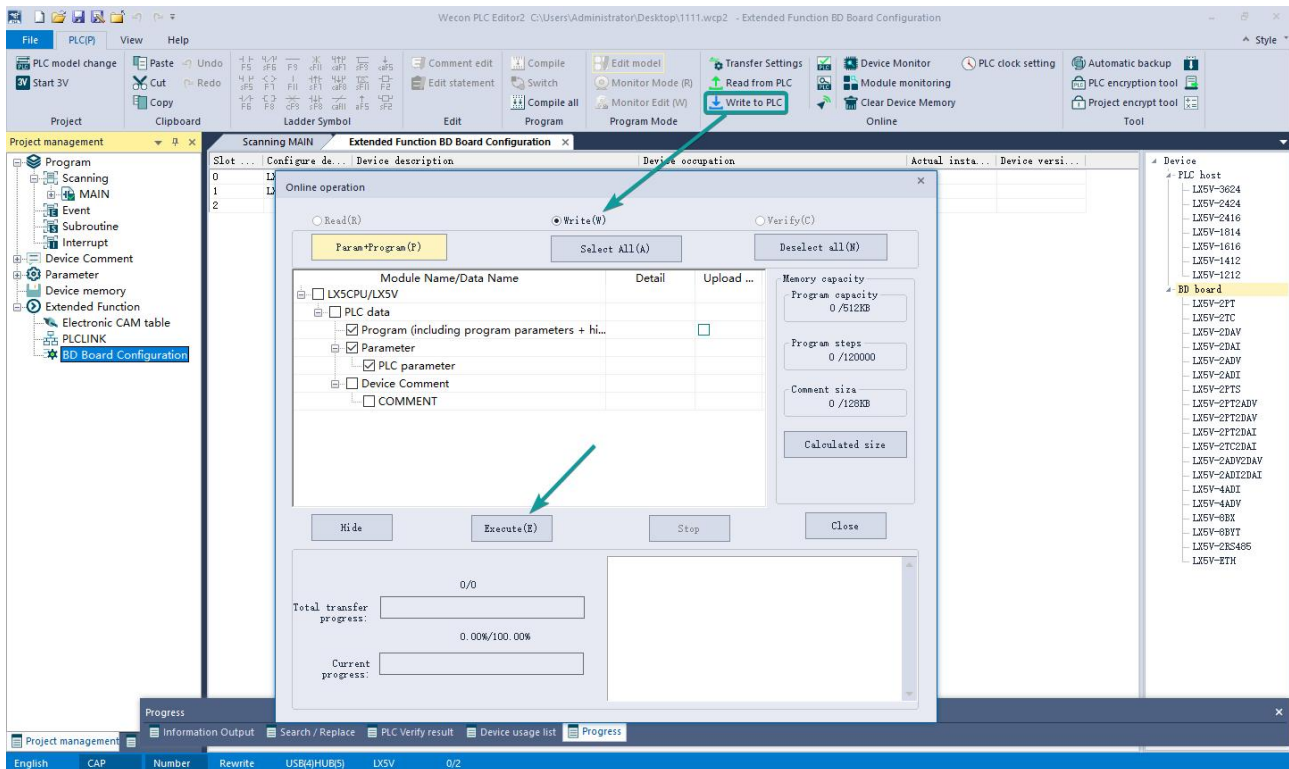 Wecon PLC Editor2 C:\Users\Administrator\Desktop\1111.wcp2 - Extended Function BD Board Configuration
File PLC(P) View Help
Style
PLC model change Paste Undo
Comment edit Compile Edit model Transfer Settings Device Monitor PLC clock setting Automatic backup
3V Start 3V Cut Redo
Edit statement Switch Monitor Mode (R) Read from PLC Module monitoring PLC encryption tool
Copy
Compile all Monitor Edit (W) Write to PLC Clear Device Memory Project encrypt tool
Project Clipboard Ladder Symbol Edit Program Program Mode Online Tool
Project management
Scanning MAIN Extended Function BD Board Configuration
Program
Scanning
MAIN
Event
Subroutine
Interrupt
Device Comment
Parameter
Device memory
Extended Function
Electronic CAM table
PLCLINK
BD Board Configuration
Slot ... Configure de... Device description Device occupation Actual insta... Device versi...
0
1
2
Online operation
Read(R) Write(W) Verify(C)
Param+Program(P) Select All(A) Deselect all(N)
Module Name/Data Name Detail Upload ...
LX5CPU/LX5V
PLC data
Program (including program parameters + hi...
Parameter
PLC parameter
Device Comment
COMMENT
Memory capacity
Program capacity
0 /512KB
Program steps
0 /120000
Comment siza
0 /128KB
Calculated size
Hide Execute(E) Stop Close
0/0
Total transfer
progress:
0.00%/100.00%
Current
progress:
Device
PLC host
LX5V-3624
LX5V-2424
LX5V-2416
LX5V-1814
LX5V-1616
LX5V-1412
LX5V-1212
BD board
LX5V-2PT
LX5V-2TC
LX5V-2DAV
LX5V-2DAI
LX5V-2ADV
LX5V-2ADI
LX5V-2PTS
LX5V-2PT2ADV
LX5V-2PT2DAV
LX5V-2PT2DAI
LX5V-2TC2DAI
LX5V-2ADV2DAV
LX5V-2ADI2DAI
LX5V-4ADI
LX5V-4ADV
LX5V-8BX
LX5V-8BYT
LX5V-2RS485
LX5V-ETH
Progress
Information Output Search / Replace PLC Verify result Device usage list Progress
Project management
English CAP Number Rewrite USB(4)HUB(5) LX5V 0/2